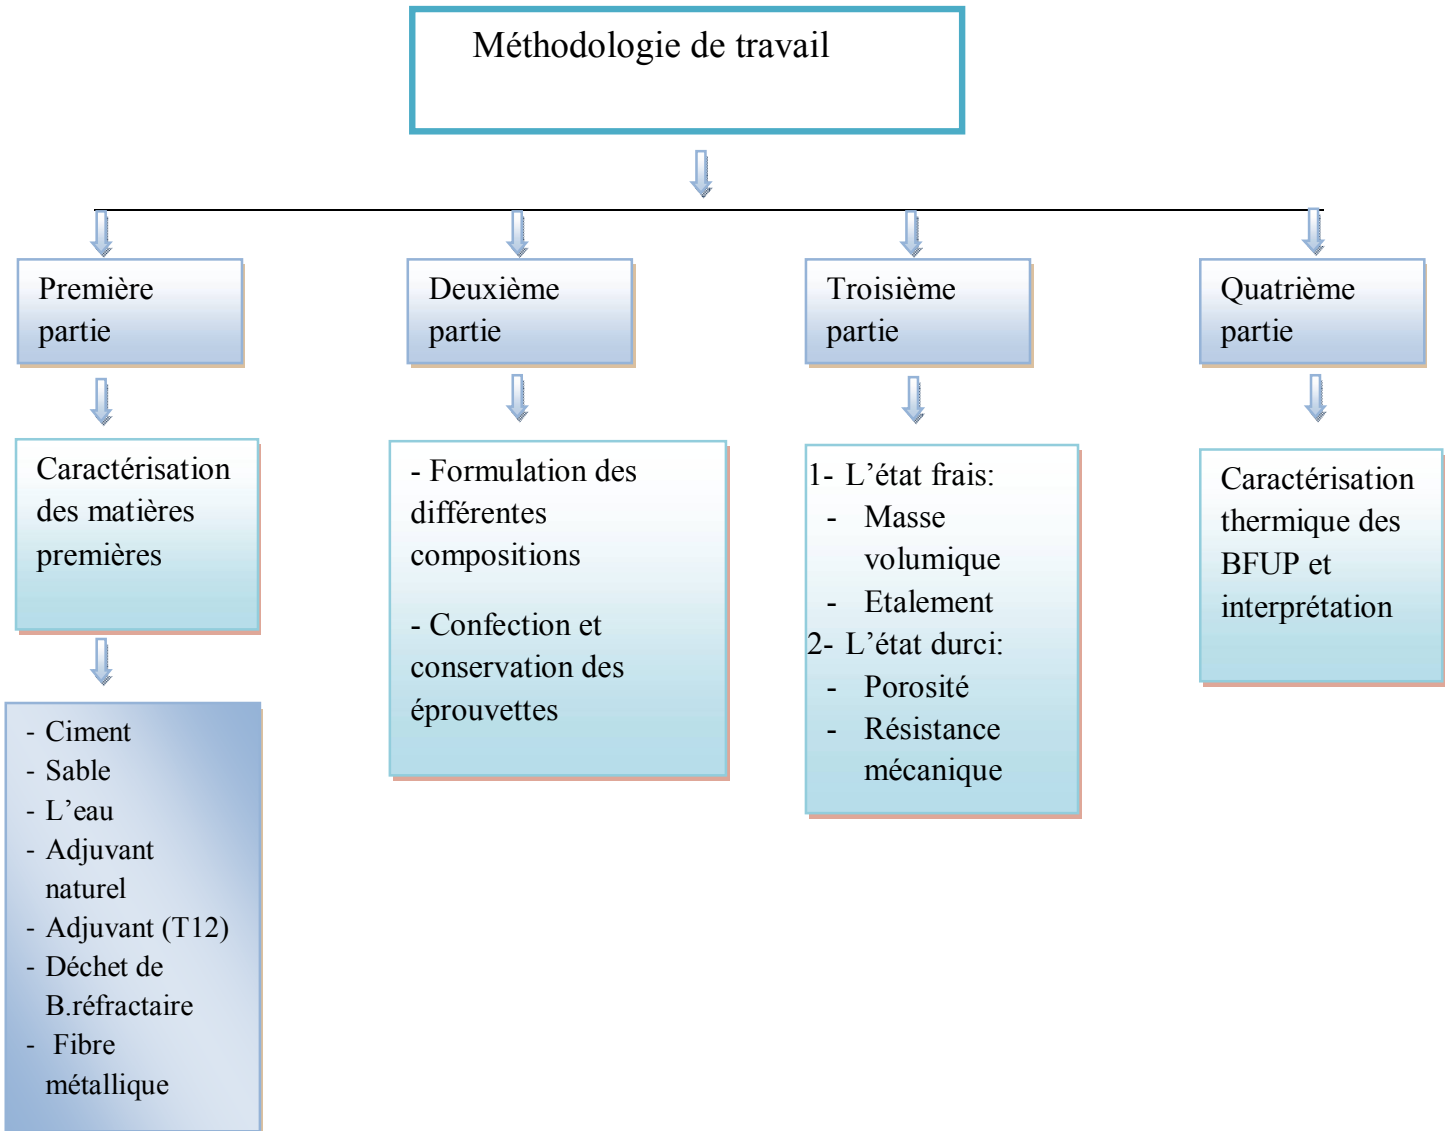 Méthodologie de travail
Première
partie
Deuxième
partie
Troisième
partie
Quatrième
partie
Caractérisation
des matières
premières
- Formulation des
différentes
compositions
- Confection et
conservation des
éprouvettes
1- L’état frais:
- Masse
volumique
- Etalement
2- L’état durci:
- Porosité
- Résistance
mécanique
Caractérisation
thermique des
BFUP et
interprétation
- Ciment
- Sable
- L’eau
- Adjuvant
naturel
- Adjuvant (T12)
- Déchet de
B.réfractaire
- Fibre
métallique